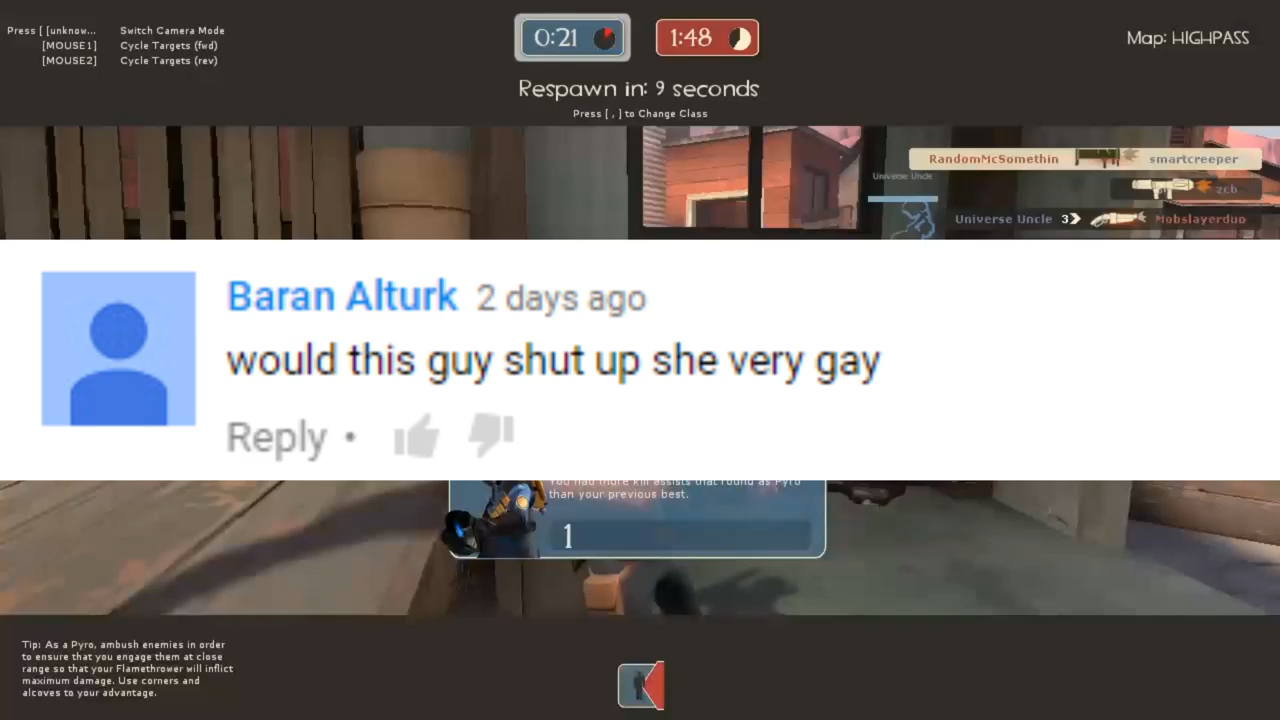 Press [ [unknow... Switch Camera Mode
[MOUSE1] Cycle Targets (fwd)
[MOUSE2] Cycle Targets (rev)
0:21 1:48
Map: HIGHPASS
Respawn in: 9 seconds
Press [ , ] to Change Class
RandomMcSomethin smartcreeper
Universe Uncle
zcb
Universe Uncle 3 Mobslayerduo
Baran Alturk 2 days ago
would this guy shut up she very gay
Reply •
You had more kill assists that round as Pyro
than your previous best.
1
Tip: As a Pyro, ambush enemies in order
to ensure that you engage them at close
range so that your Flamethrower will inflict
maximum damage. Use corners and
alcoves to your advantage.